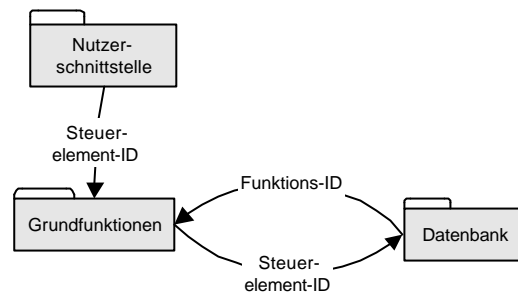 Nutzer-
schnittstelle
Steuer-
element-ID
Funktions-ID
Grundfunktionen
Datenbank
Steuer-
element-ID